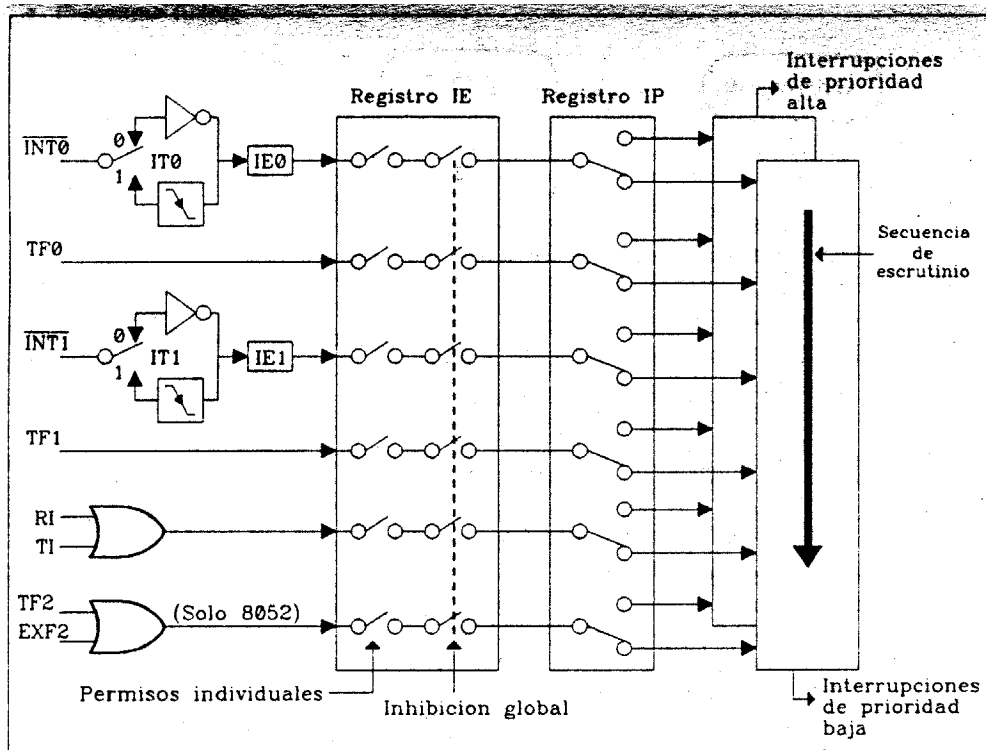 Interrupciones
de prioridad
alta
Registro IE
Registro IP
INT0
0
1
IT0
IE0
TF0
Secuencia
de
escrutinio
INT1
0
1
IT1
IE1
TF1
RI
TI
TF2
EXF2
(Solo 8052)
Permisos individuales
Inhibicion global
Interrupciones
de prioridad
baja